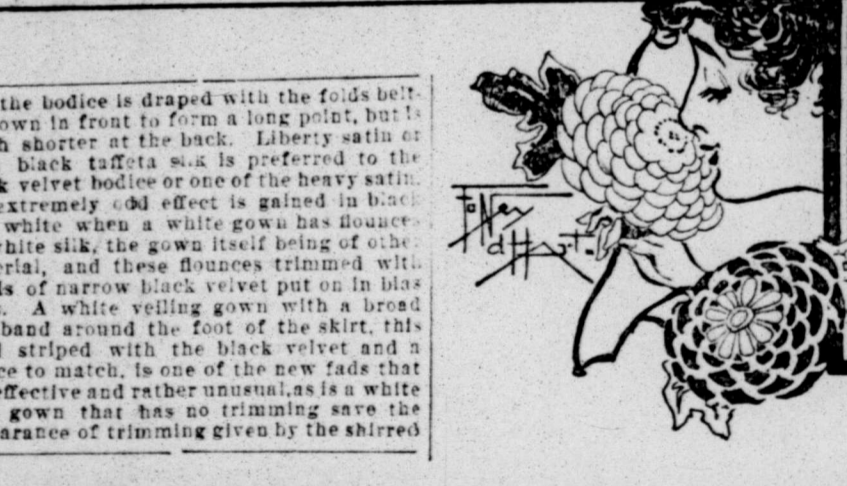 the bodice is draped with the folds belt-
own in front to form a long point, but is
h shorter at the back. Liberty satin or
black taffeta silk is preferred to the
k velvet bodice or one of the heavy satin.
extremely odd effect is gained in black
white when a white gown has flounces
hite silk, the gown itself being of other
erial, and these flounces trimmed with
ls of narrow black velvet put on in bias
. A white veiling gown with a broad
band around the foot of the skirt, this
striped with the black velvet and a
ce to match, is one of the new fads that
effective and rather unusual, as is a white
gown that has no trimming save the
arance of trimming given by the shirred